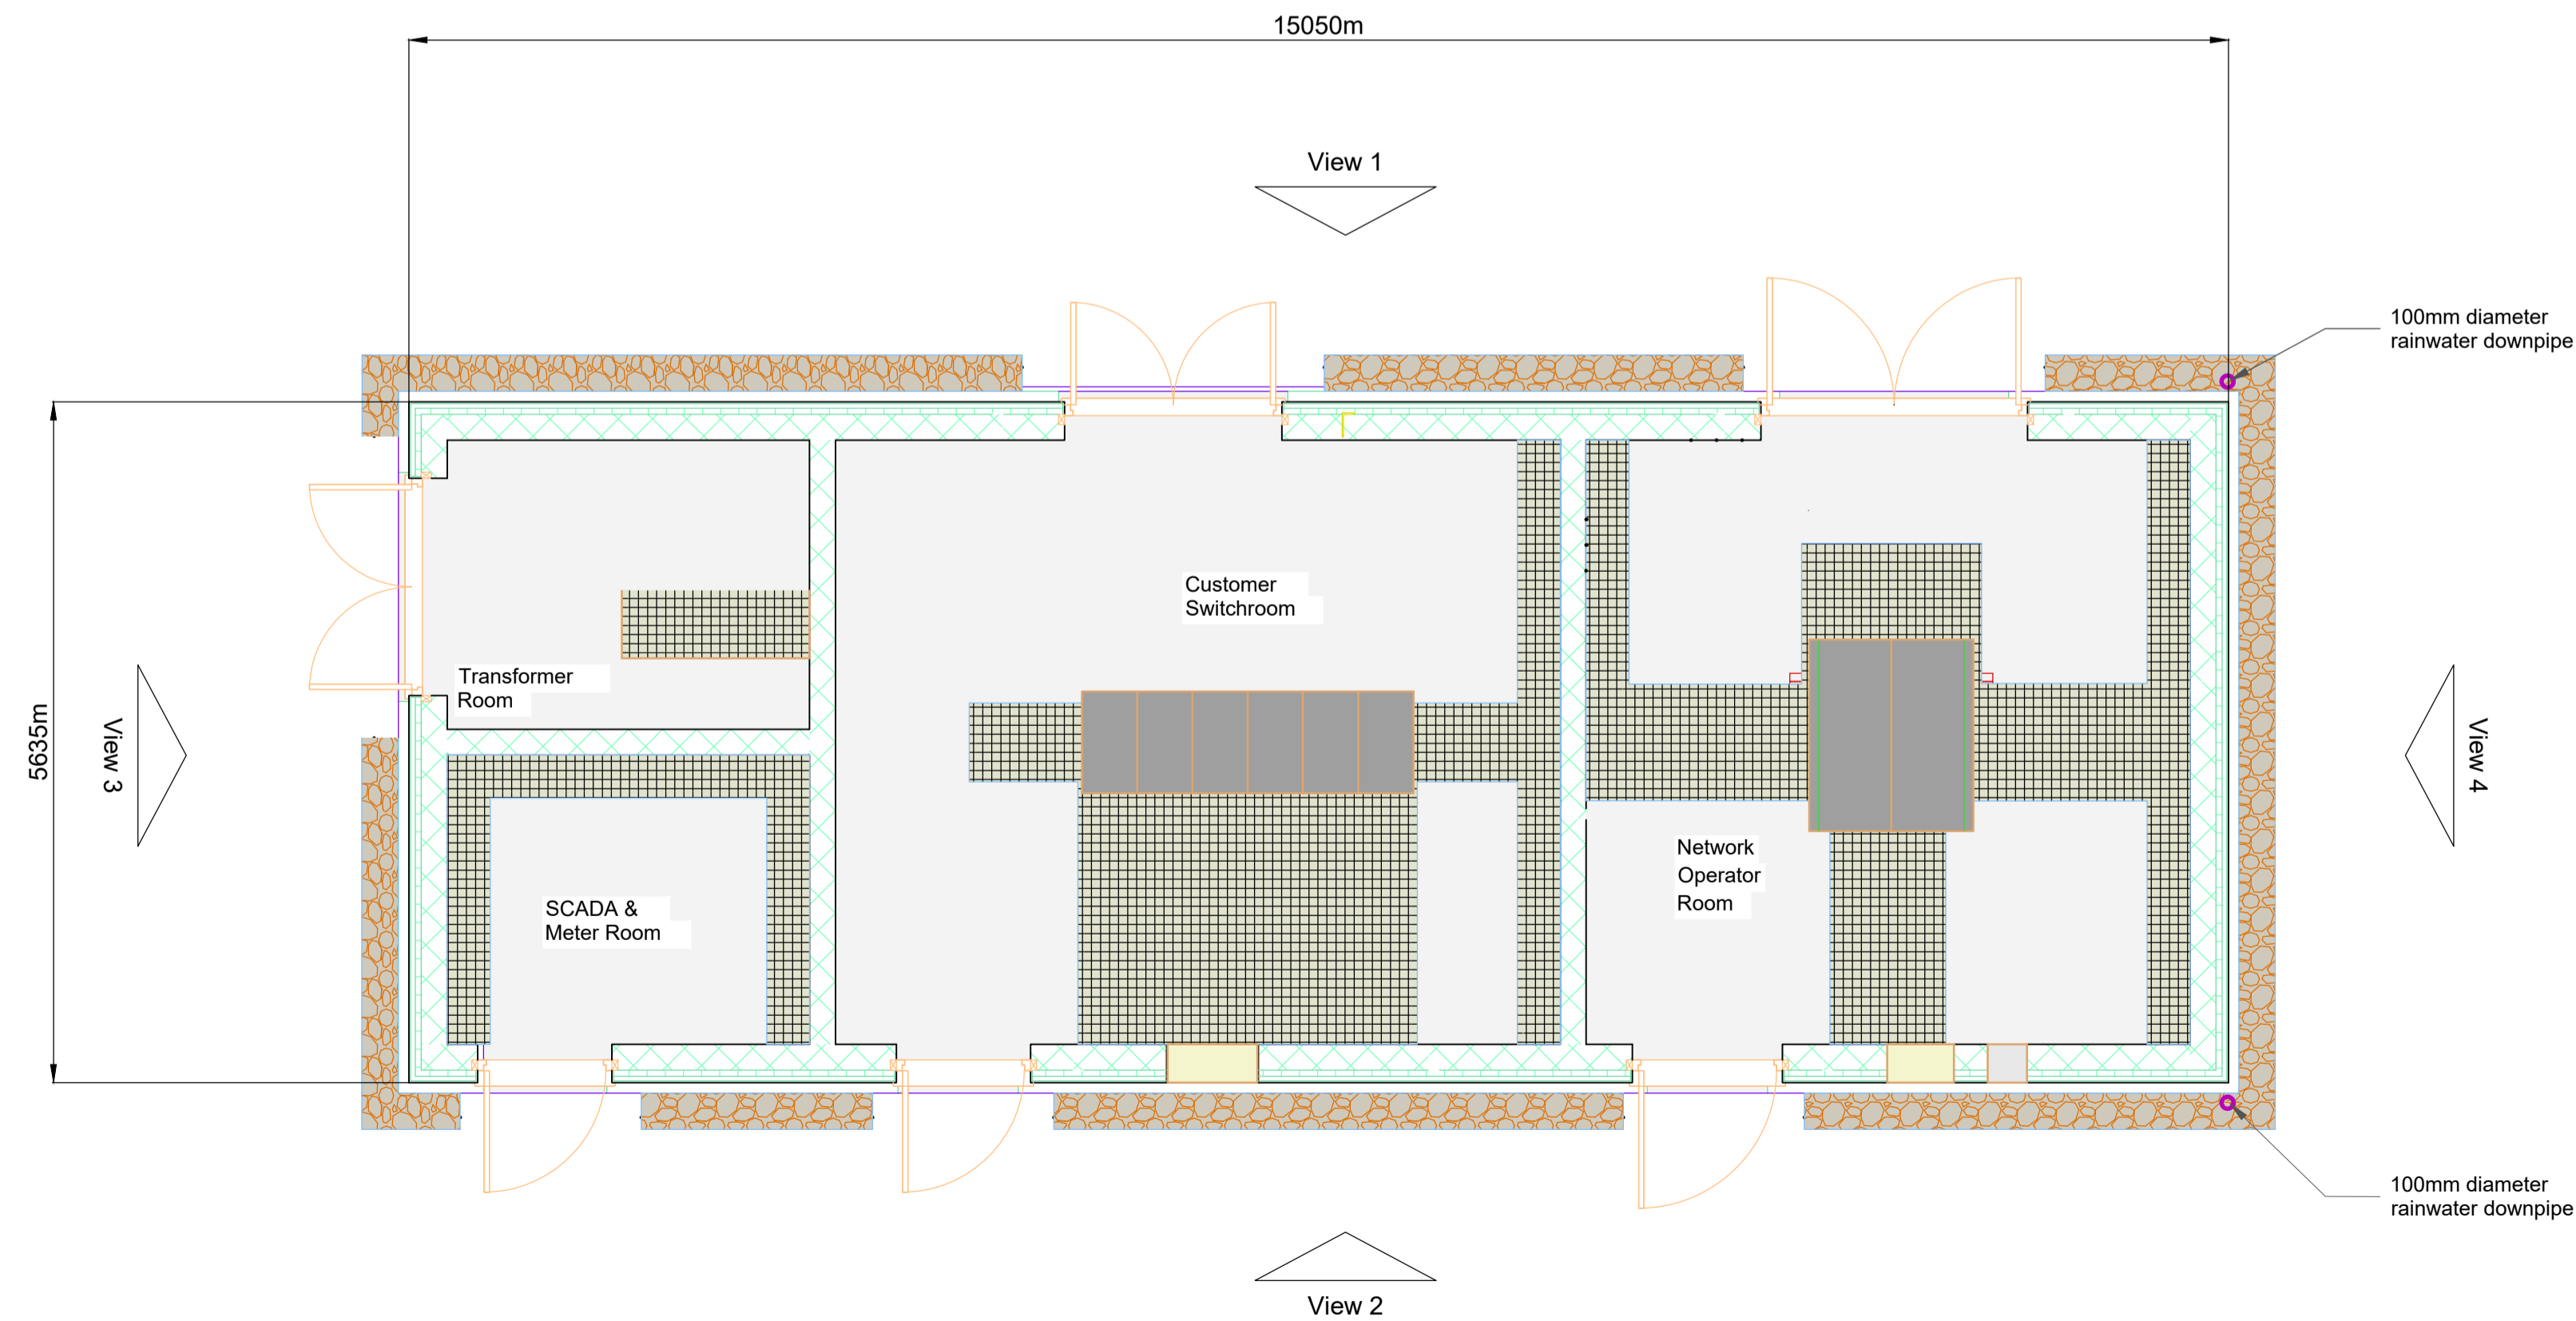 15050m
View 1
100mm diameter
rainwater downpipe
Customer
Switchroom
Transformer
Room
5635m
View 3
View 4
Network
Operator
Room
SCADA &
Meter Room
100mm diameter
rainwater downpipe
View 2